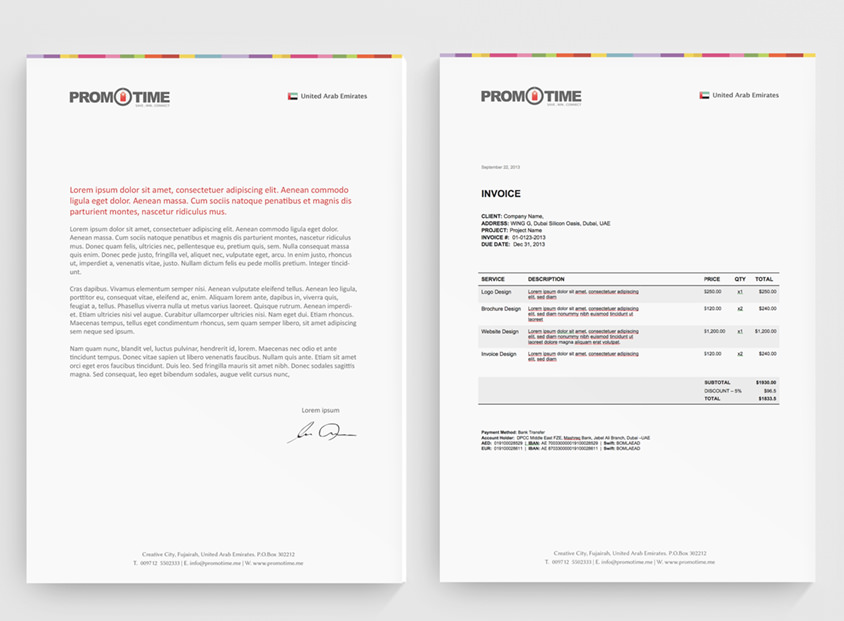 PROMOTIME
SAVE. WIN. CONNECT
United Arab Emirates
Lorem ipsum dolor sit amet, consectetuer adipiscing elit. Aenean commodo
ligula eget dolor. Aenean massa. Cum sociis natoque penatibus et magnis dis
parturient montes, nascetur ridiculus mus.
Lorem ipsum dolor sit amet, consectetuer adipiscing elit. Aenean commodo ligula eget dolor.
Aenean massa. Cum sociis natoque penatibus et magnis dis parturient montes, nascetur ridiculus
mus. Donec quam felis, ultricies nec, pellentesque eu, pretium quis, sem. Nulla consequat massa
quis enim. Donec pede justo, fringilla vel, aliquet nec, vulputate eget, arcu. In enim justo, rhoncus
ut, imperdiet a, venenatis vitae, justo. Nullam dictum felis eu pede mollis pretium. Integer tincid-
unt.
Cras dapibus. Vivamus elementum semper nisi. Aenean vulputate eleifend tellus. Aenean leo ligula,
porttitor eu, consequat vitae, eleifend ac, enim. Aliquam lorem ante, dapibus in, viverra quis,
feugiat a, tellus. Phasellus viverra nulla ut metus varius laoreet. Quisque rutrum. Aenean imperdi-
et. Etiam ultricies nisi vel augue. Curabitur ullamcorper ultricies nisi. Nam eget dui. Etiam rhoncus.
Maecenas tempus, tellus eget condimentum rhoncus, sem quam semper libero, sit amet adipiscing
sem neque sed ipsum.
Nam quam nunc, blandit vel, luctus pulvinar, hendrerit id, lorem. Maecenas nec odio et ante
tincidunt tempus. Donec vitae sapien ut libero venenatis faucibus. Nullam quis ante. Etiam sit amet
orci eget eros faucibus tincidunt. Duis leo. Sed fringilla mauris sit amet nibh. Donec sodales sagittis
magna. Sed consequat, leo eget bibendum sodales, augue velit cursus nunc,
Lorem ipsum
Creative City, Fujairah, United Arab Emirates. P.O.Box 302212
T. 009712 5502333 | E. info@promotime.me | W. www.promotime.me
PROMOTIME
SAVE. WIN. CONNECT
United Arab Emirates
September 22, 2013
INVOICE
CLIENT: Company Name,
ADDRESS: WING G, Dubai Silicon Oasis, Dubai, UAE
PROJECT: Project Name
INVOICE #: 01-0123-2013
DUE DATE: Dec 31, 2013
SERVICE DESCRIPTION PRICE QTY TOTAL
Logo Design Lorem ipsum dolor sit amet, consectetuer adipiscing $250.00 x1 $250.00
elit, sed diam
Brochure Design Lorem ipsum dolor sit amet, consectetuer adipiscing $120.00 x2 $240.00
elit, sed diam nonummy nibh euismod tincidunt ut
laoreet
Website Design Lorem ipsum dolor sit amet, consectetuer adipiscing $1,200.00 x1 $1,200.00
elit, sed diam nonummy nibh euismod tincidunt ut
laoreet dolore magna aliquam erat volutpat.
Invoice Design Lorem ipsum dolor sit amet, consectetuer adipiscing $120.00 x2 $240.00
elit, sed diam
SUBTOTAL $1930.00
DISCOUNT – 5% $96.5
TOTAL $1833.5
Payment Method: Bank Transfer
Account Holder: DPCC Middle East FZE, Mashreq Bank, Jebel Ali Branch, Dubai –UAE
AED: 019100028529 | IBAN: AE 700330000019100028529 | Swift: BOMLAEAD
EUR: 019100028611 | IBAN: AE 870330000019100028611 | Swift: BOMLAEAD
Creative City, Fujairah, United Arab Emirates. P.O.Box 302212
T. 009712 5502333 | E. info@promotime.me | W. www.promotime.me